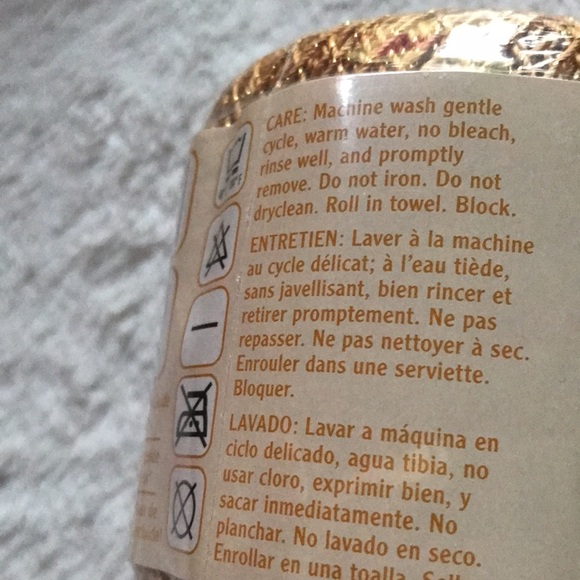 CARE: Machine wash gentle
cycle, warm water, no bleach,
rinse well, and promptly
remove. Do not iron. Do not
dryclean. Roll in towel. Block.
ENTRETIEN: Laver à la machine
au cycle délicat; à l'eau tiède,
sans javellisant, bien rincer et
retirer promptement. Ne pas
repasser. Ne pas nettoyer à sec.
Enrouler dans une serviette.
Bloquer.
LAVADO: Lavar a máquina en
ciclo delicado, agua tibia, no
usar cloro, exprimir bien, y
sacar inmediatamente. No
planchar. No lavado en seco.
Enrollar en una toalla.